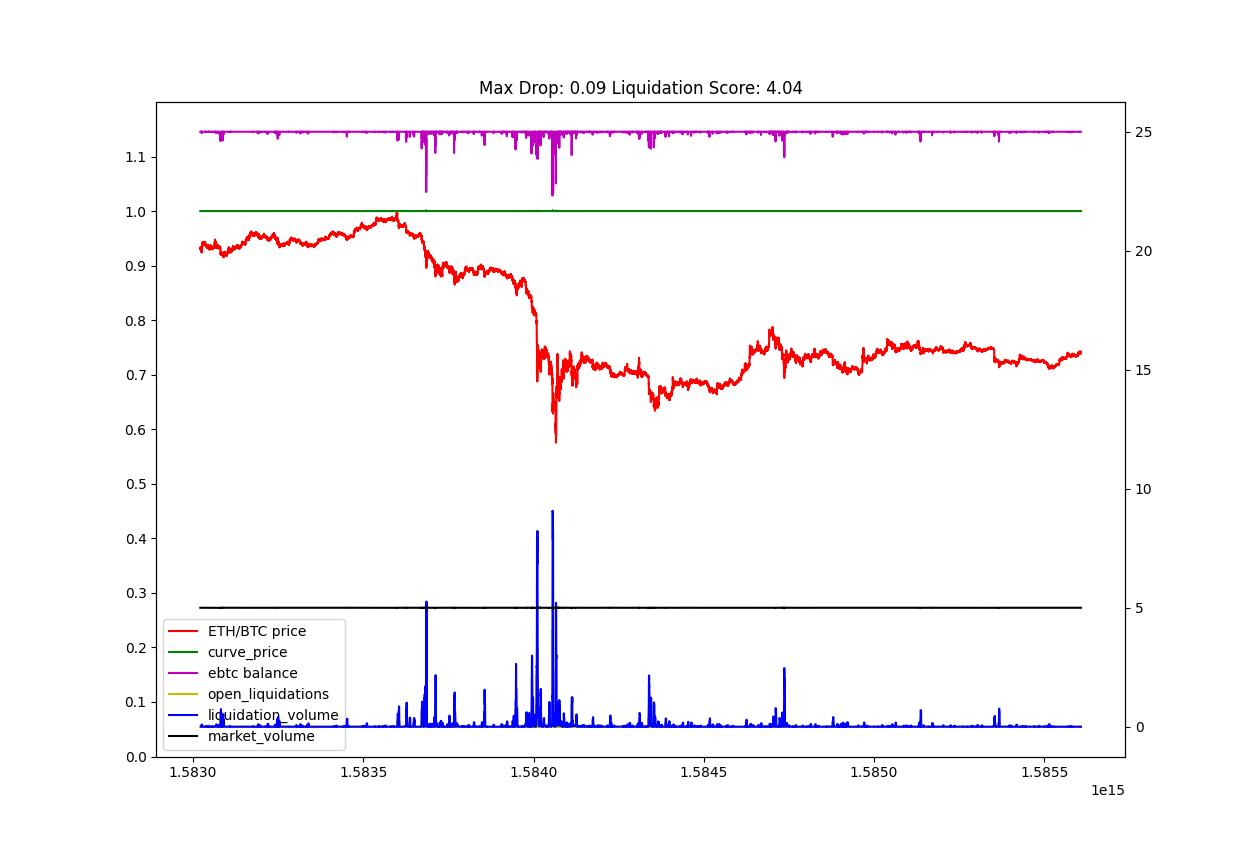 Max Drop: 0.09 Liquidation Score: 4.04
1.1
1.0
0.9
0.8
0.7
0.6
0.5
0.4
0.3
0.2
0.1
0.0
25
20
15
10
5
0
ETH/BTC price
curve_price
ebtc balance
open_liquidations
liquidation_volume
market_volume
1.5830 1.5835 1.5840 1.5845 1.5850 1.5855
1e15